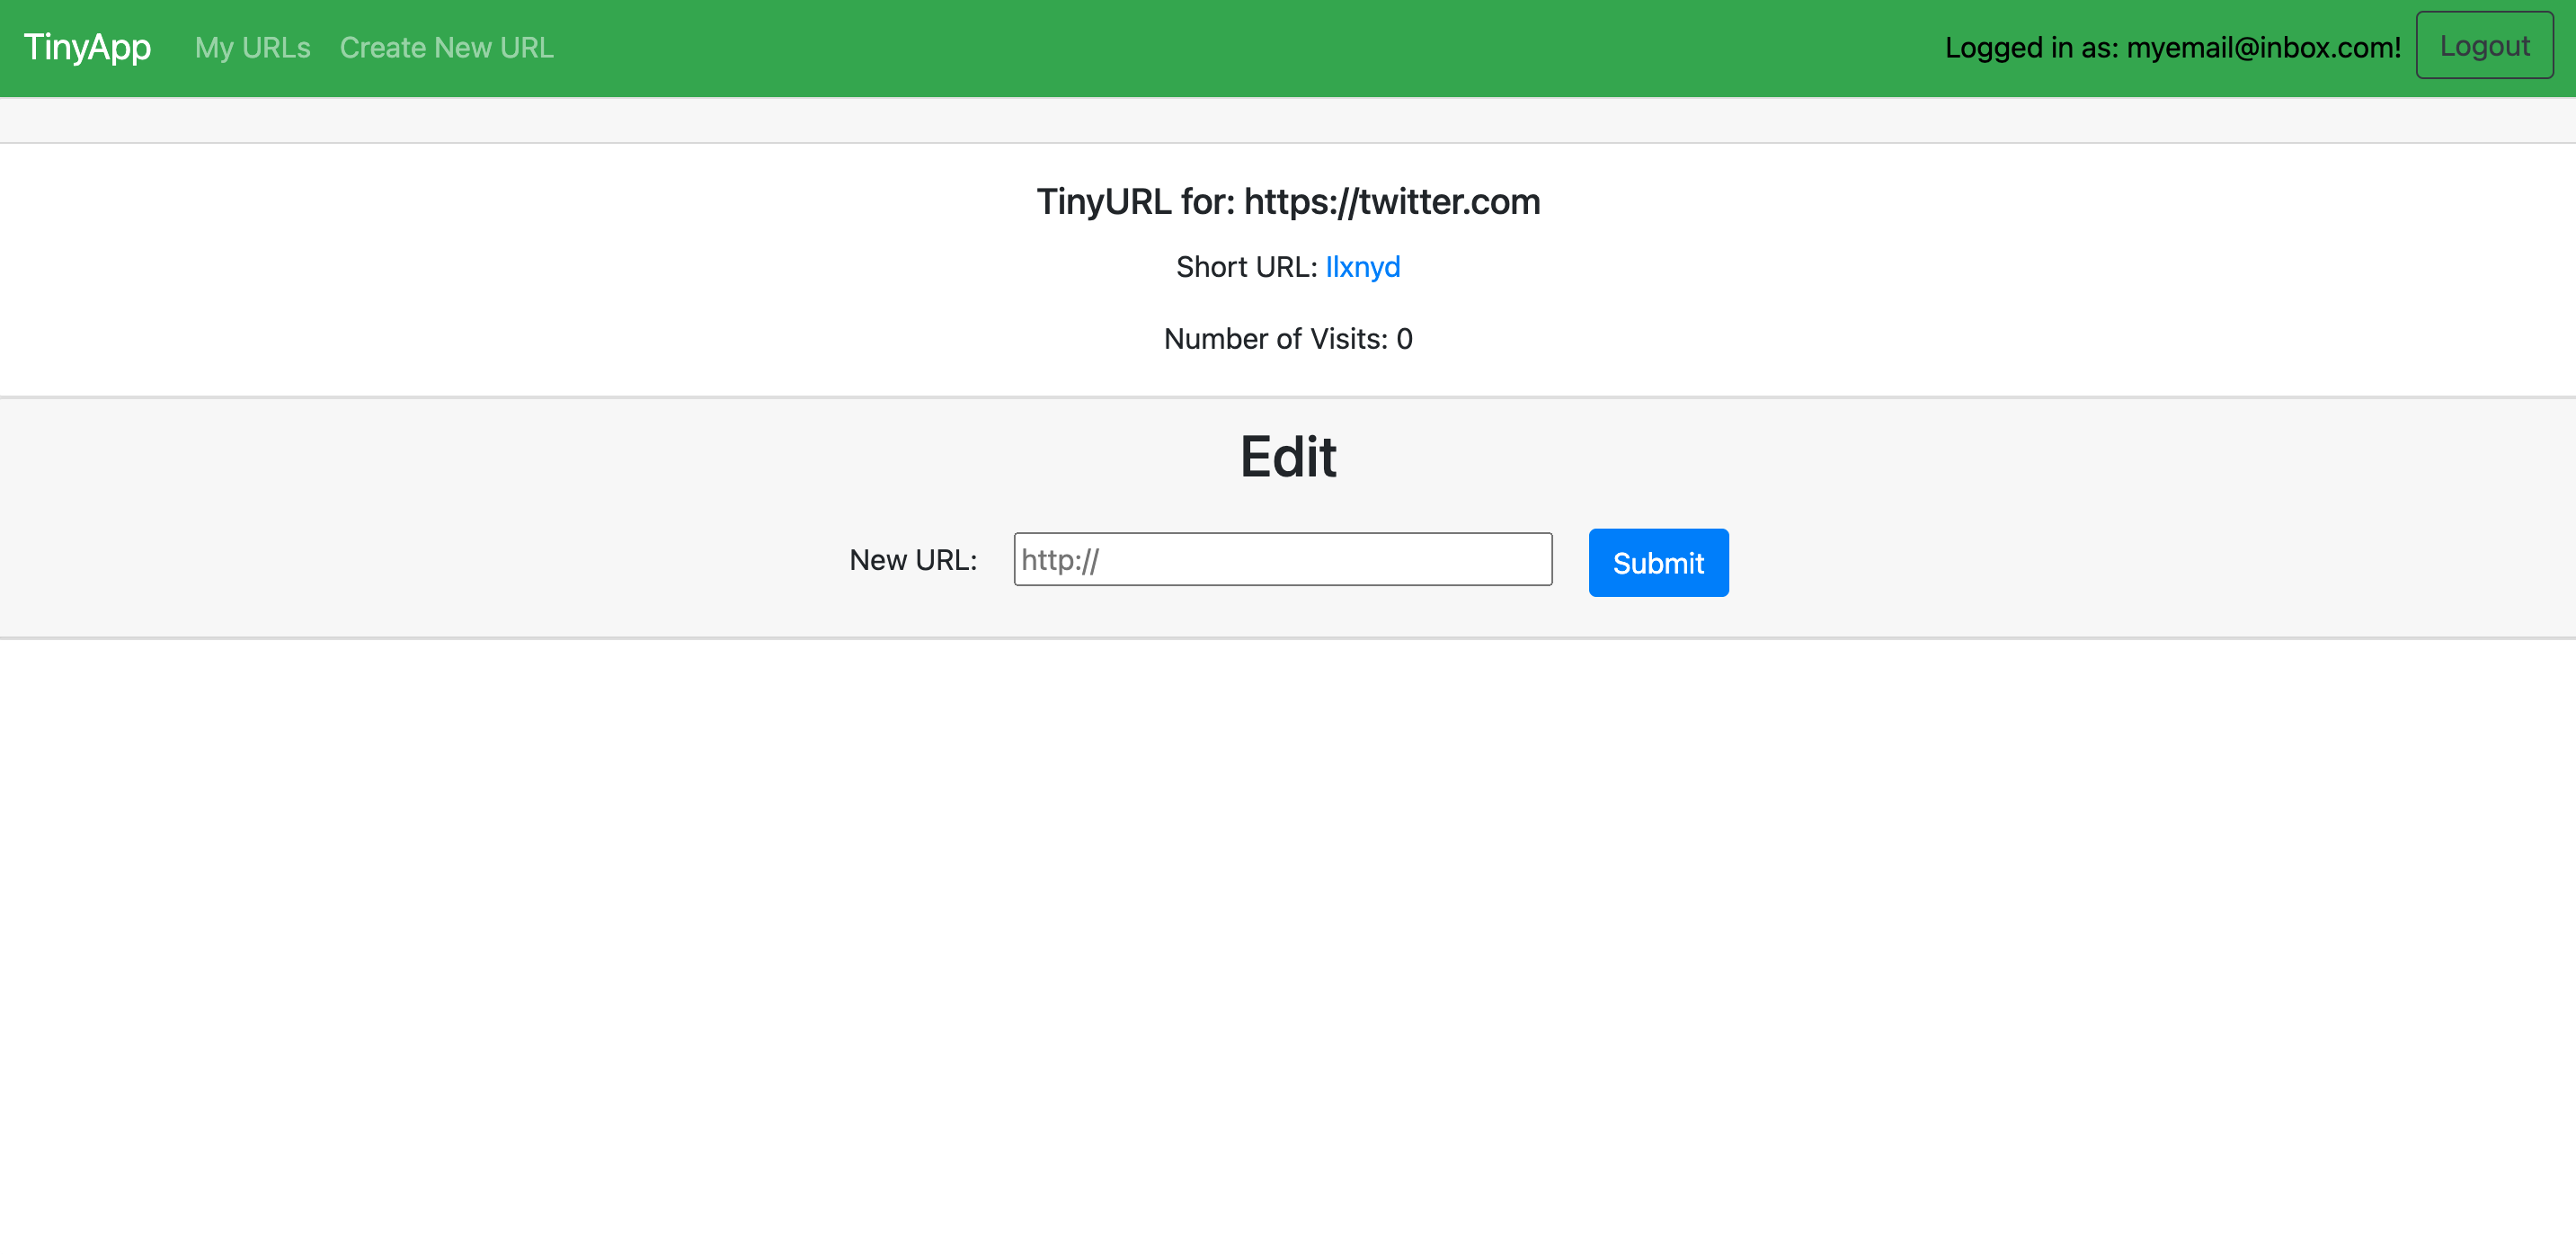 TinyApp My URLs Create New URL Logged in as: myemail@inbox.com! Logout
TinyURL for: https://twitter.com
Short URL: llxnyd
Number of Visits: 0
Edit
New URL: http:// Submit